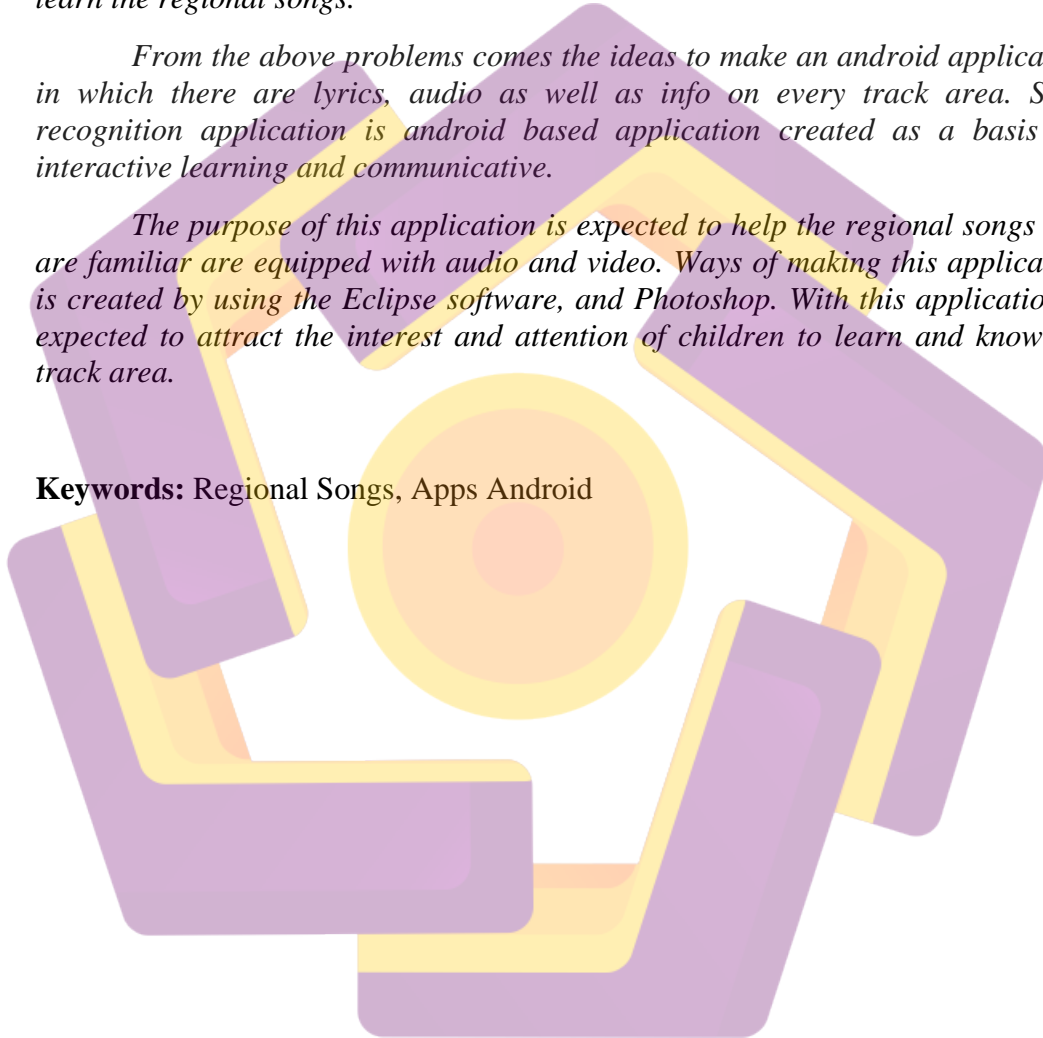 learn the regional songs.
From the above problems comes the ideas to make an android applica
in which there are lyrics, audio as well as info on every track area. S
recognition application is android based application created as a basis
interactive learning and communicative.
The purpose of this application is expected to help the regional songs
are familiar are equipped with audio and video. Ways of making this applica
is created by using the Eclipse software, and Photoshop. With this applicatio
expected to attract the interest and attention of children to learn and know
track area.
Keywords: Regional Songs, Apps Android